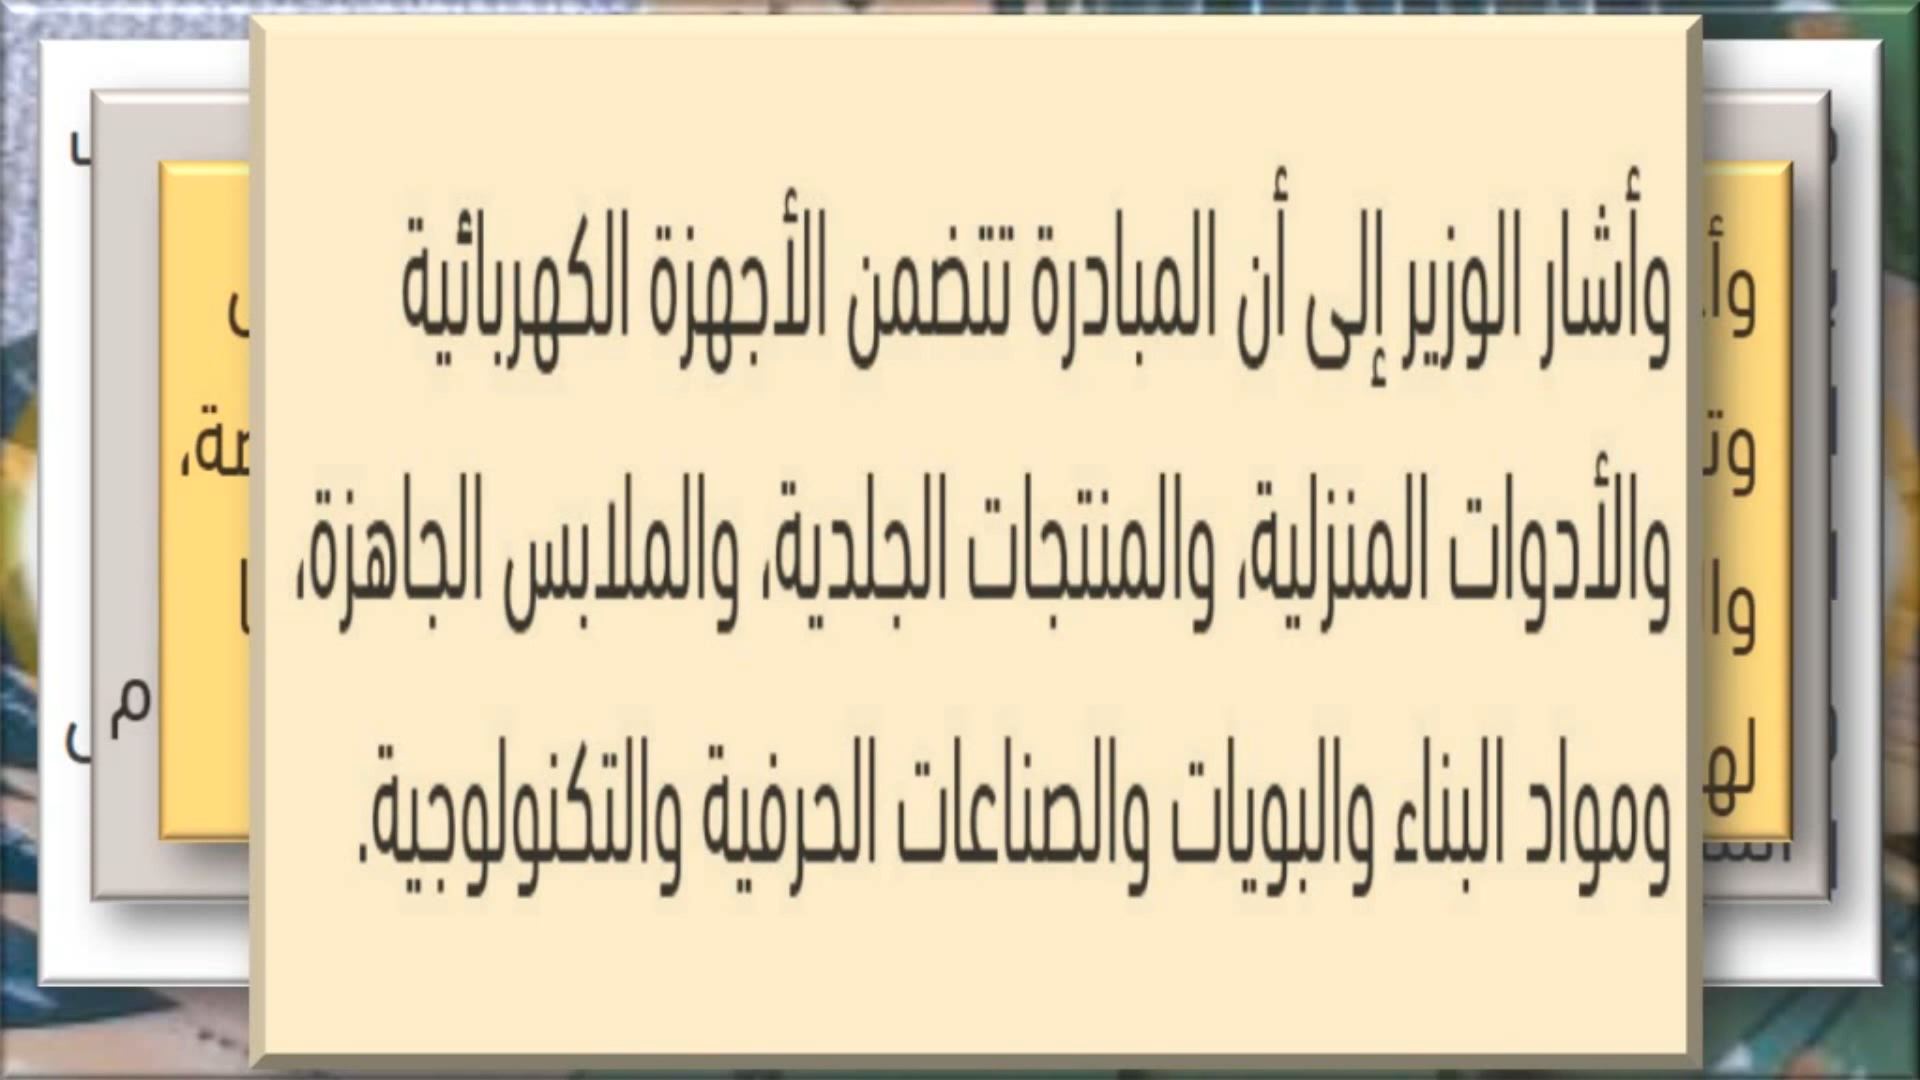 وأشار الوزير إلى أن المبادرة تتضمن الأجهزة الكهربائية
والأدوات المنزلية، والمنتجات الجلدية، والملابس الجاهزة،
ومواد البناء والبويات والصناعات الحرفية والتكنولوجية.